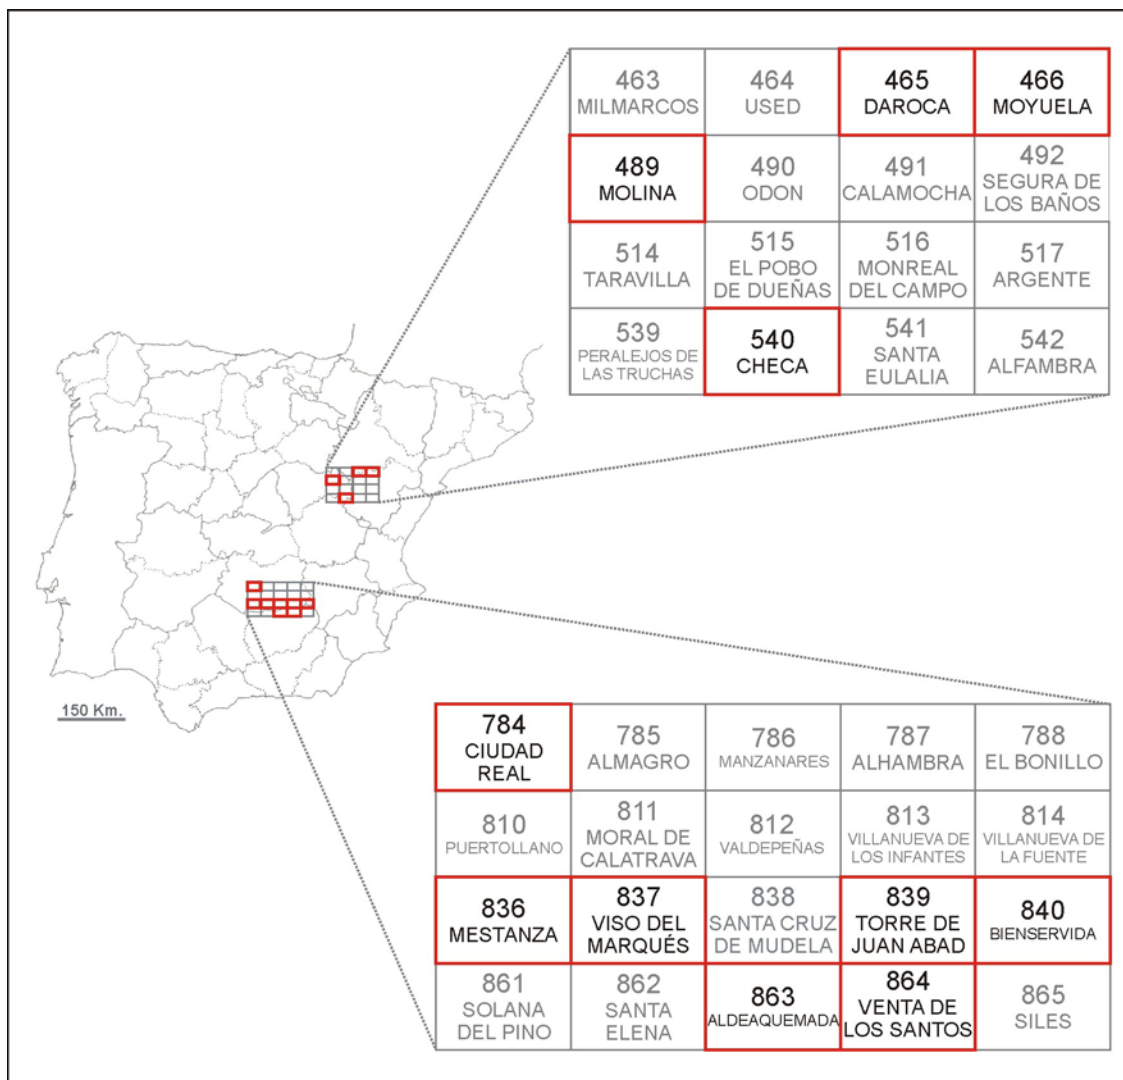 463
MILMARCOS
464
USED
465
DAROCA
466
MOYUELA
489
MOLINA
490
ODON
491
CALAMOCHA
492
SEGURA DE
LOS BAÑOS
514
TARAVILLA
515
EL POBO
DE DUEÑAS
516
MONREAL
DEL CAMPO
517
ARGENTE
539
PERALEJOS DE
LAS TRUCHAS
540
CHECA
541
SANTA
EULALIA
542
ALFAMBRA
150 Km.
784
CIUDAD
REAL
785
ALMAGRO
786
MANZANARES
787
ALHAMBRA
788
EL BONILLO
810
PUERTOLLANO
811
MORAL DE
CALATRAVA
812
VALDEPEÑAS
813
VILLANUEVA DE
LOS INFANTES
814
VILLANUEVA DE
LA FUENTE
836
MESTANZA
837
VISO DEL
MARQUÉS
838
SANTA CRUZ
DE MUDELA
839
TORRE DE
JUAN ABAD
840
BIENSERVIDA
861
SOLANA
DEL PINO
862
SANTA
ELENA
863
ALDEAQUEMADA
864
VENTA DE
LOS SANTOS
865
SILES